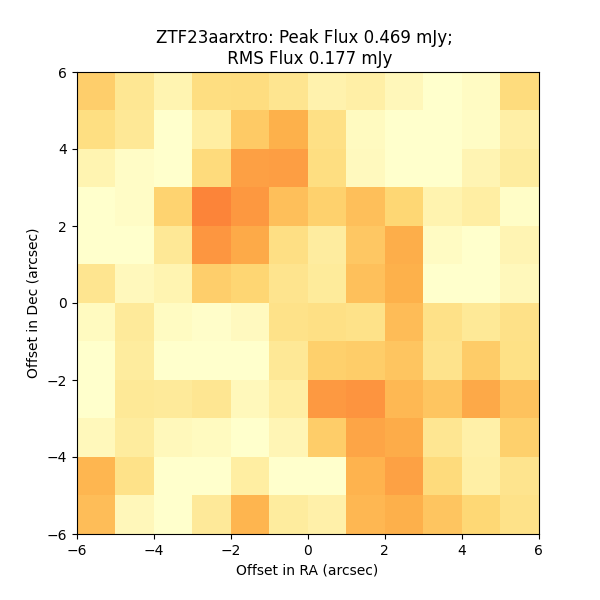 ZTF23aarxtro: Peak Flux 0.469 mJy;
RMS Flux 0.177 mJy
6
4
2
0
−2
−4
−6
Offset in Dec (arcsec)
−6 −4 −2 0 2 4 6
Offset in RA (arcsec)